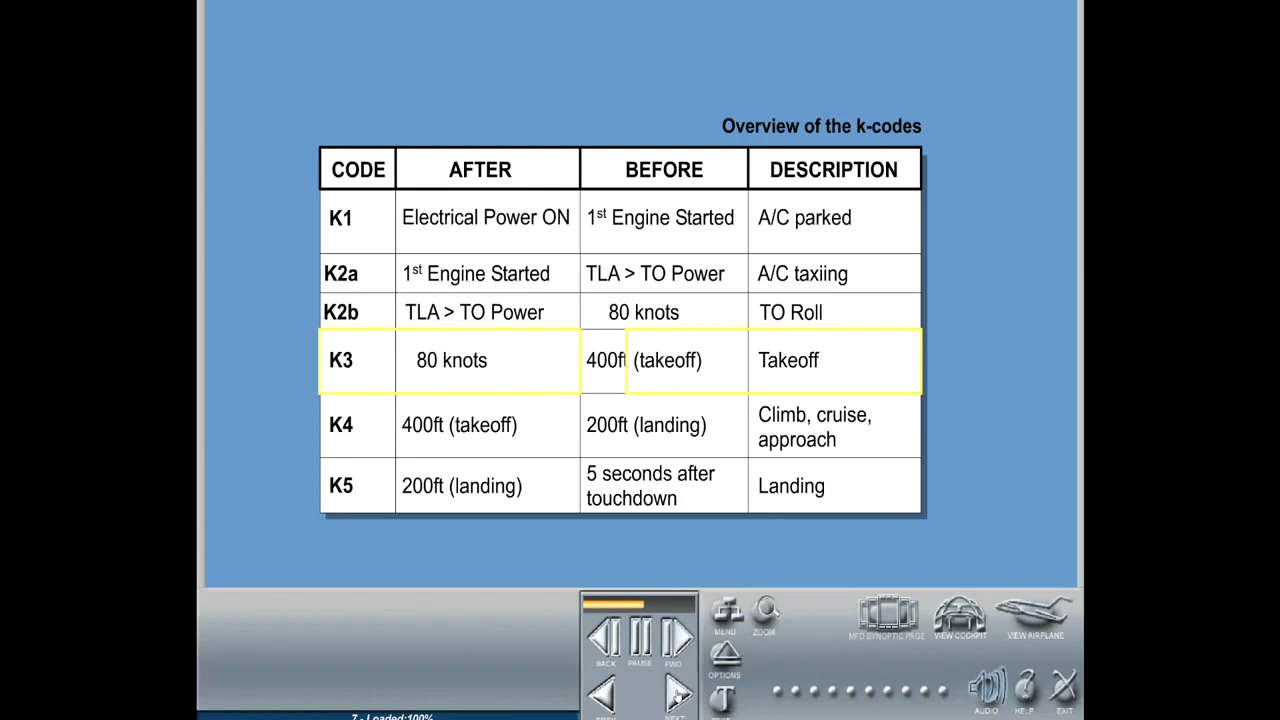 Overview of the k-codes
CODE AFTER BEFORE DESCRIPTION
K1 Electrical Power ON 1st Engine Started A/C parked
K2a 1st Engine Started TLA > TO Power A/C taxiing
K2b TLA > TO Power 80 knots TO Roll
K3 80 knots 400ft (takeoff) Takeoff
K4 400ft (takeoff) 200ft (landing) Climb, cruise,
approach
K5 200ft (landing) 5 seconds after
touchdown Landing
MENU ZOOM MFD SYNOPTIC PAGE VIEW COCKPIT VIEW AIRPLANE
BACK PAUSE FWD
OPTIONS
AUDIO HELP EXIT
7 - Loaded:100%